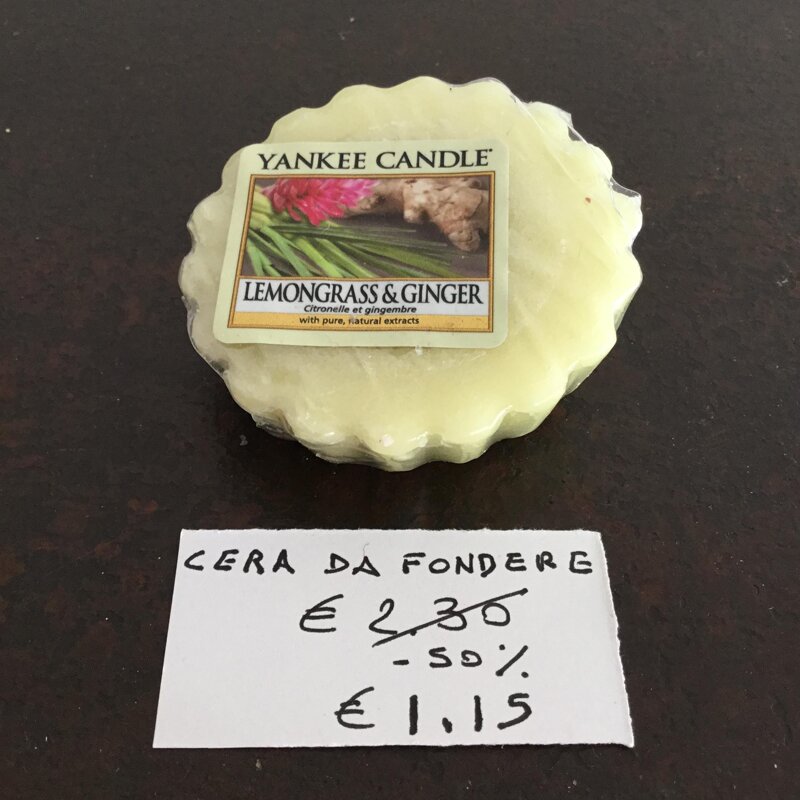 YANKEE CANDLE
LEMONGRASS & GINGER
Citronelle et gingembre
with pure, natural extracts
CERA DA FONDERE
€ 2.30
-50%
€ 1.15